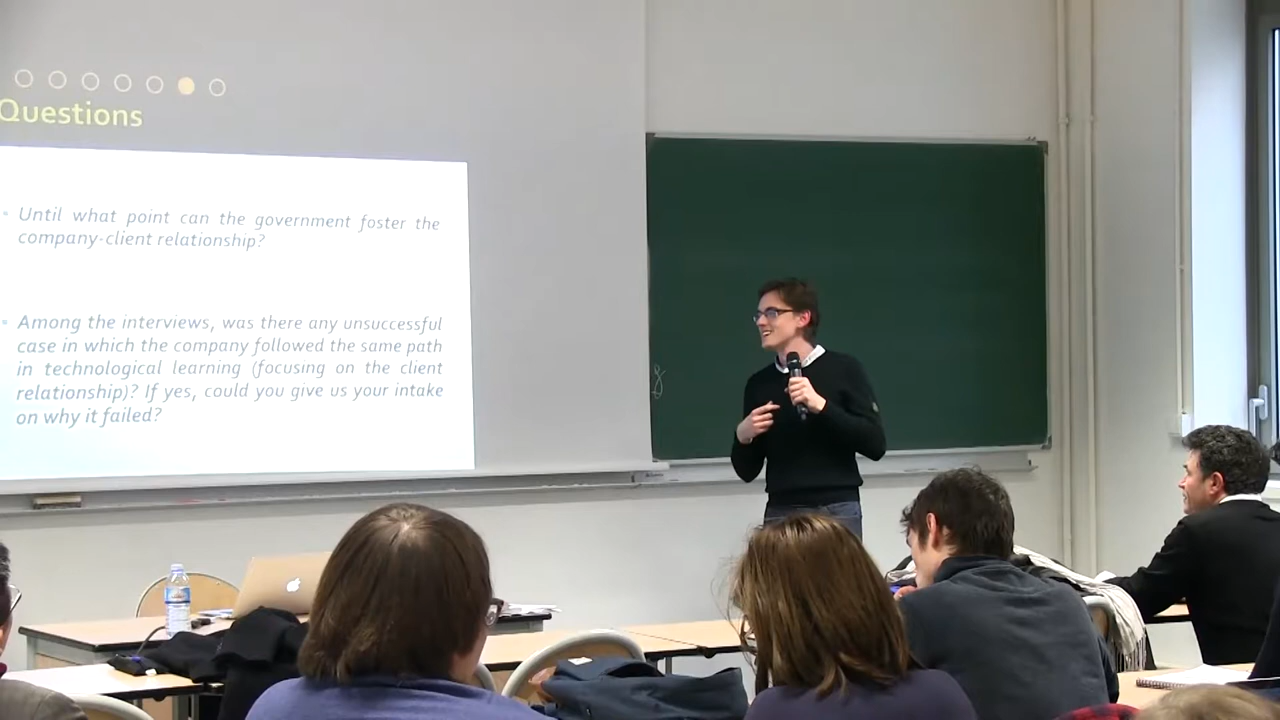 Questions
Until what point can the government foster the
company-client relationship?
Among the interviews, was there any unsuccessful
case in which the company followed the same path
in technological learning (focusing on the client
relationship)? If yes, could you give us your intake
on why it failed?